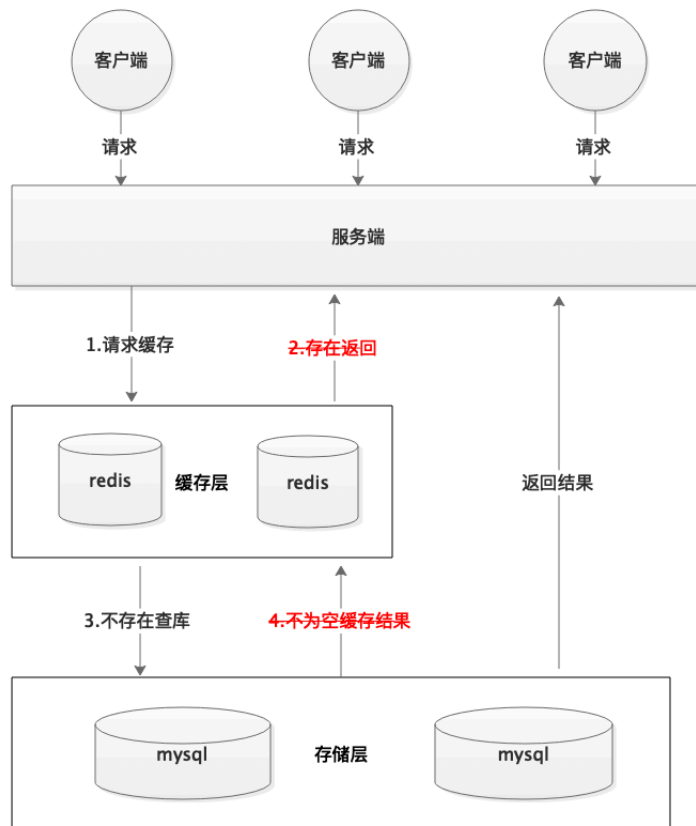 客户端
客户端
客户端
请求
请求
请求
服务端
1.请求缓存
2.存在返回
redis
缓存层
redis
返回结果
3.不存在查库
4.不为空缓存结果
mysql
存储层
mysql